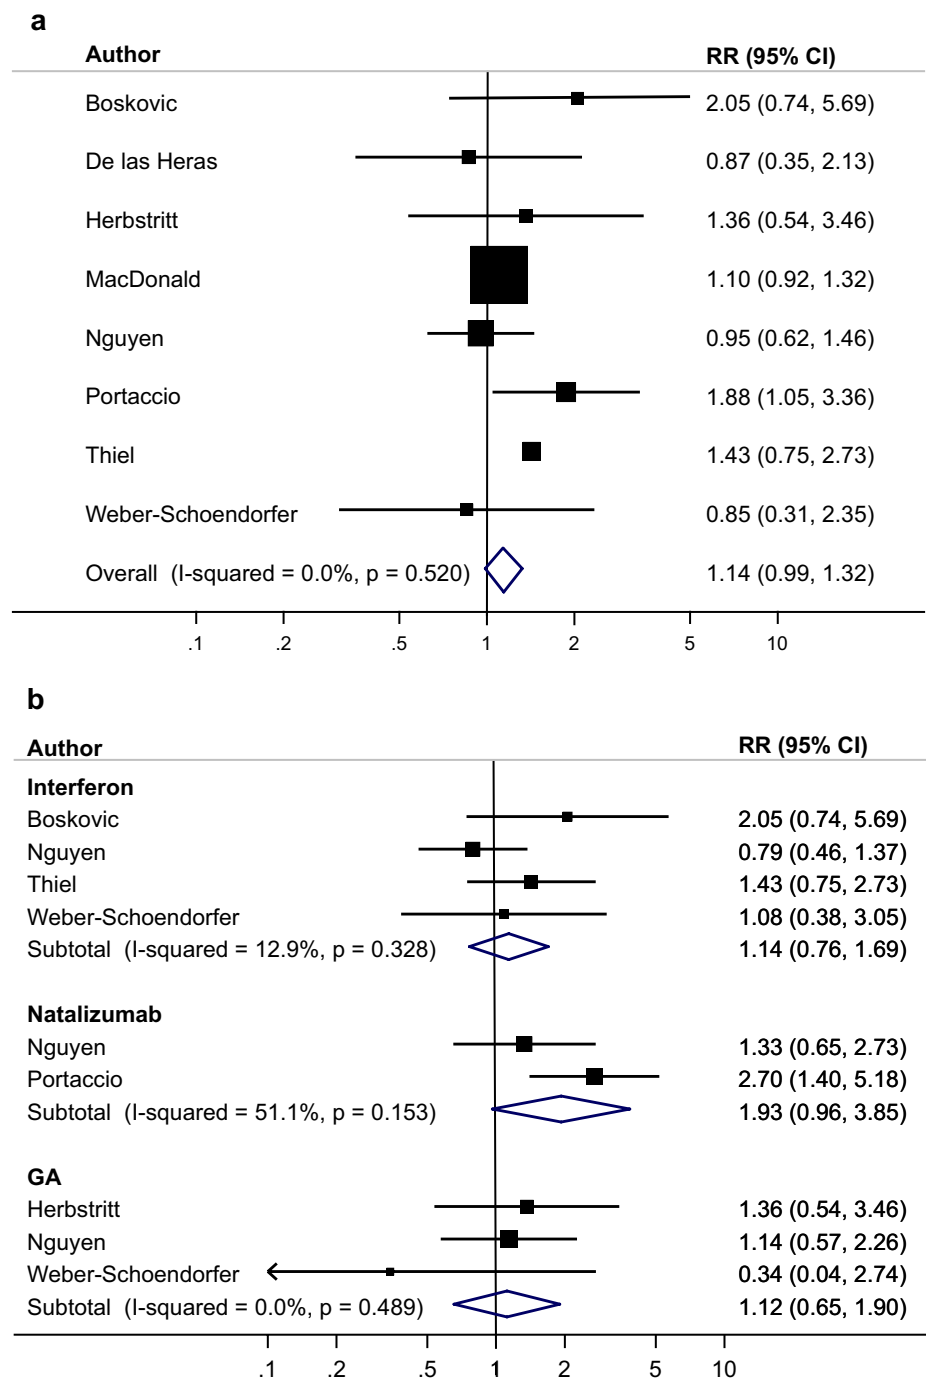 a
Author RR (95% CI)
Boskovic 2.05 (0.74, 5.69)
De las Heras 0.87 (0.35, 2.13)
Herbstritt 1.36 (0.54, 3.46)
MacDonald 1.10 (0.92, 1.32)
Nguyen 0.95 (0.62, 1.46)
Portaccio 1.88 (1.05, 3.36)
Thiel 1.43 (0.75, 2.73)
Weber-Schoendorfer 0.85 (0.31, 2.35)
Overall (I-squared = 0.0%, p = 0.520) 1.14 (0.99, 1.32)
.1 .2 .5 1 2 5 10
b
Author RR (95% CI)
Interferon
Boskovic 2.05 (0.74, 5.69)
Nguyen 0.79 (0.46, 1.37)
Thiel 1.43 (0.75, 2.73)
Weber-Schoendorfer 1.08 (0.38, 3.05)
Subtotal (I-squared = 12.9%, p = 0.328) 1.14 (0.76, 1.69)
Natalizumab
Nguyen 1.33 (0.65, 2.73)
Portaccio 2.70 (1.40, 5.18)
Subtotal (I-squared = 51.1%, p = 0.153) 1.93 (0.96, 3.85)
GA
Herbstritt 1.36 (0.54, 3.46)
Nguyen 1.14 (0.57, 2.26)
Weber-Schoendorfer 0.34 (0.04, 2.74)
Subtotal (I-squared = 0.0%, p = 0.489) 1.12 (0.65, 1.90)
.1 .2 .5 1 2 5 10